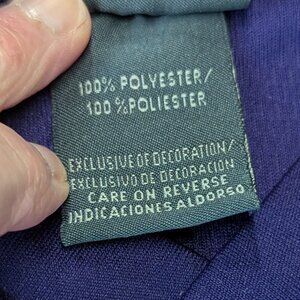 100% POLYESTER/
100 %POLIESTER
EXCLUSIVE OF DECORATION/
EXCLUSIVO DE DECORACION
CARE ON REVERSE
INDICACIONES ALDORSO